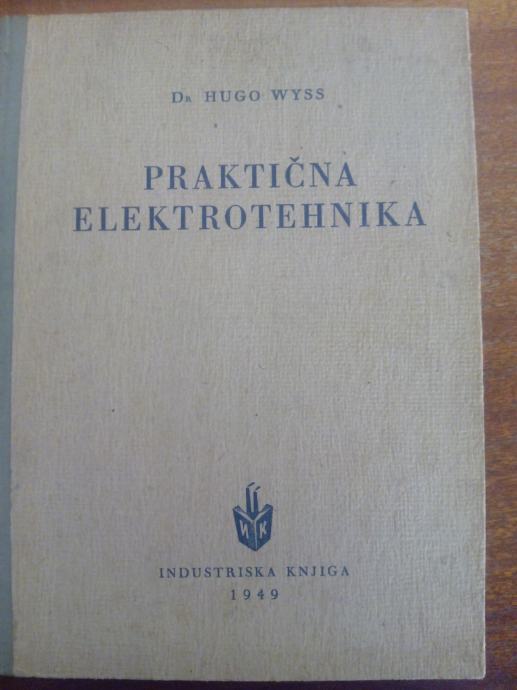 DR HUGO WYSS
PRAKTIČNA
ELEKTROTEHNIKA
И К
INDUSTRISKA KNJIGA
1949